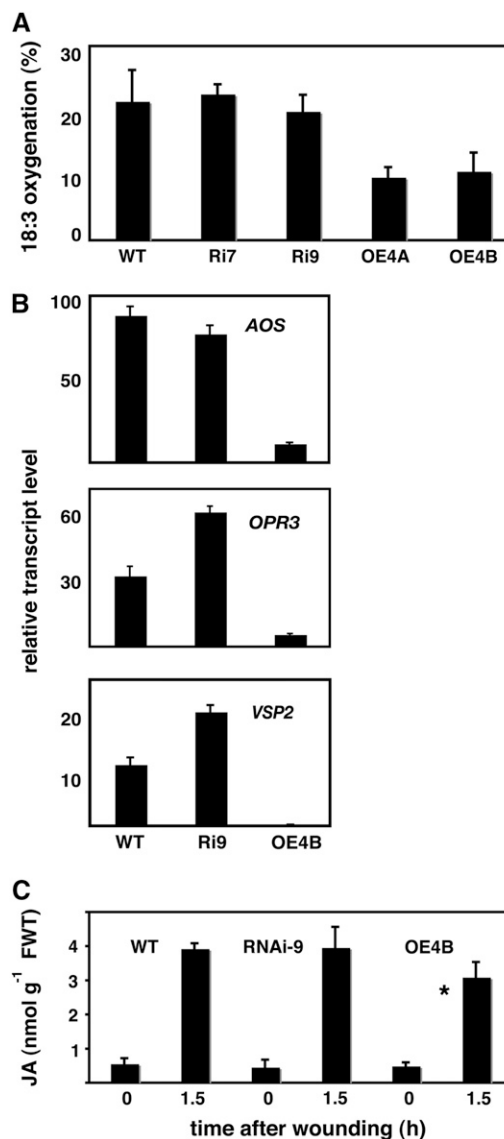 A
18:3 oxygenation (%)
30
20
10
0
WT Ri7 Ri9 OE4A OE4B
B
relative transcript level
100
50
AOS
60
30
OPR3
20
10
VSP2
WT Ri9 OE4B
C
JA (nmol g⁻¹ FWT)
4
3
2
1
WT RNAi-9 OE4B
*
0 1.5 0 1.5 0 1.5
time after wounding (h)